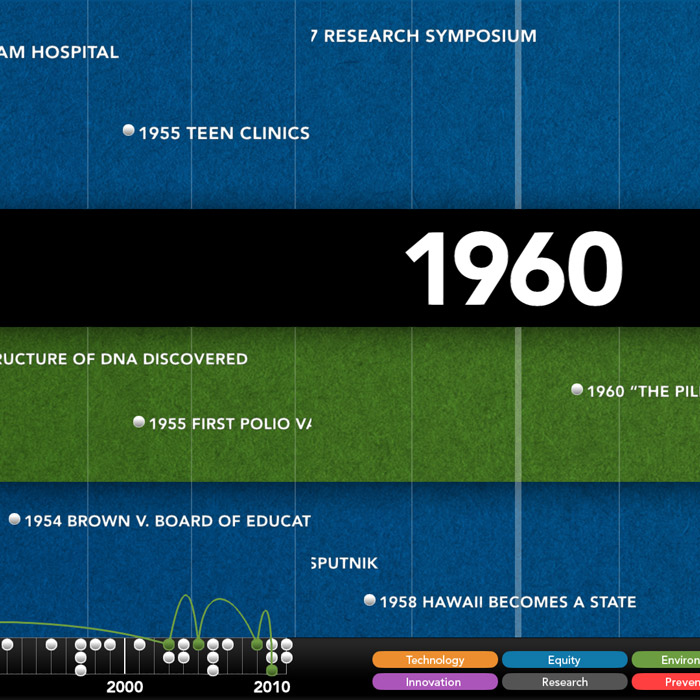 AM HOSPITAL
7 RESEARCH SYMPOSIUM
1955 TEEN CLINICS
1960
RUCTURE OF DNA DISCOVERED
1960 “THE PIL
1955 FIRST POLIO VA
1954 BROWN V. BOARD OF EDUCAT
SPUTNIK
1958 HAWAII BECOMES A STATE
Technology Equity Environ
Innovation Research Preven
2000 2010